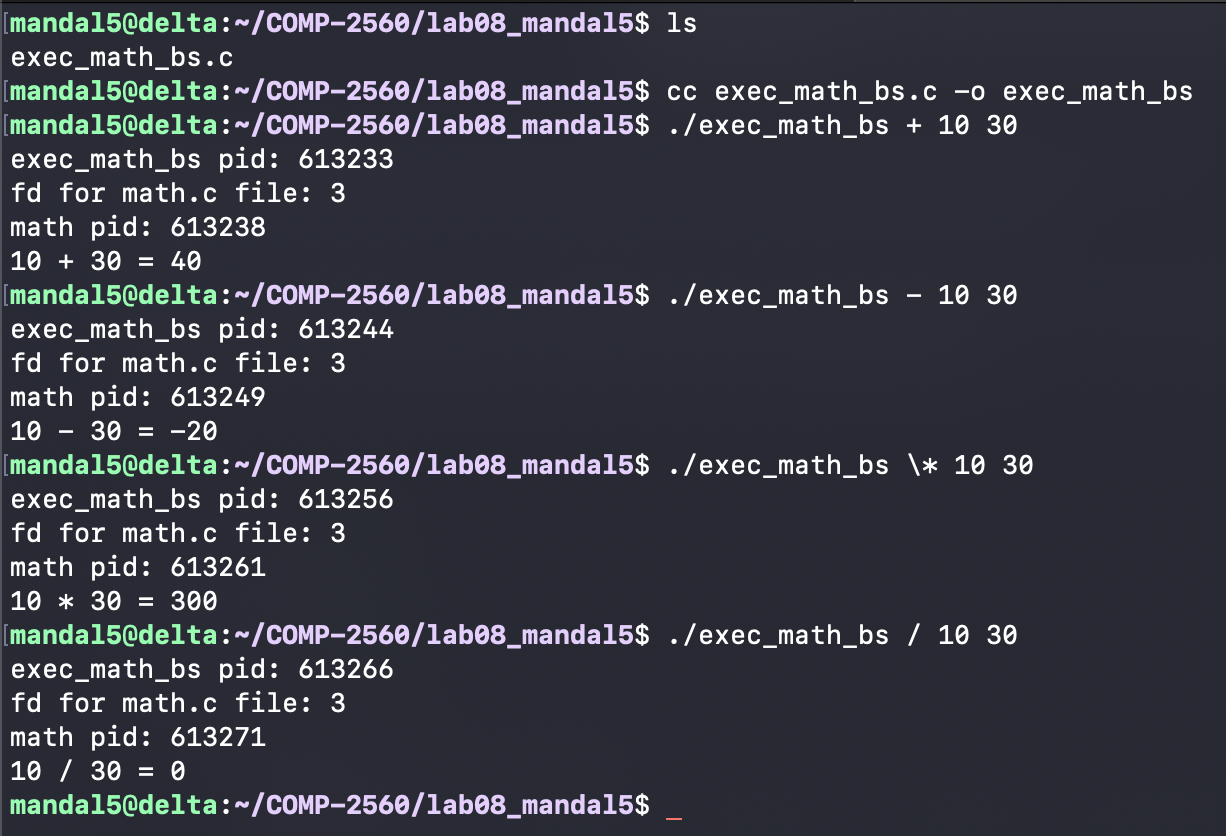 [mandal5@delta:~/COMP-2560/lab08_mandal5$ ls
exec_math_bs.c
[mandal5@delta:~/COMP-2560/lab08_mandal5$ cc exec_math_bs.c -o exec_math_bs
[mandal5@delta:~/COMP-2560/lab08_mandal5$ ./exec_math_bs + 10 30
exec_math_bs pid: 613233
fd for math.c file: 3
math pid: 613238
10 + 30 = 40
[mandal5@delta:~/COMP-2560/lab08_mandal5$ ./exec_math_bs - 10 30
exec_math_bs pid: 613244
fd for math.c file: 3
math pid: 613249
10 - 30 = -20
[mandal5@delta:~/COMP-2560/lab08_mandal5$ ./exec_math_bs \* 10 30
exec_math_bs pid: 613256
fd for math.c file: 3
math pid: 613261
10 * 30 = 300
[mandal5@delta:~/COMP-2560/lab08_mandal5$ ./exec_math_bs / 10 30
exec_math_bs pid: 613266
fd for math.c file: 3
math pid: 613271
10 / 30 = 0
mandal5@delta:~/COMP-2560/lab08_mandal5$ _